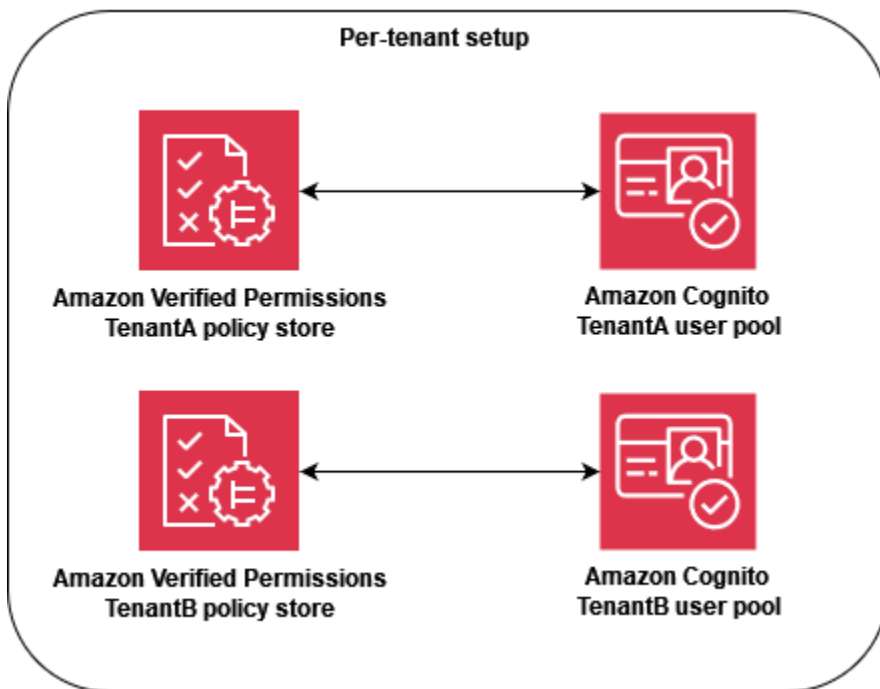 Per-tenant setup
Amazon Verified Permissions
TenantA policy store
Amazon Cognito
TenantA user pool
Amazon Verified Permissions
TenantB policy store
Amazon Cognito
TenantB user pool